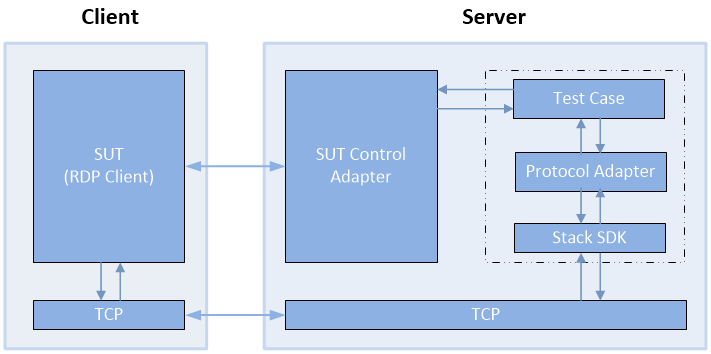 Client
Server
SUT
(RDP Client)
SUT Control
Adapter
Test Case
Protocol Adapter
Stack SDK
TCP
TCP